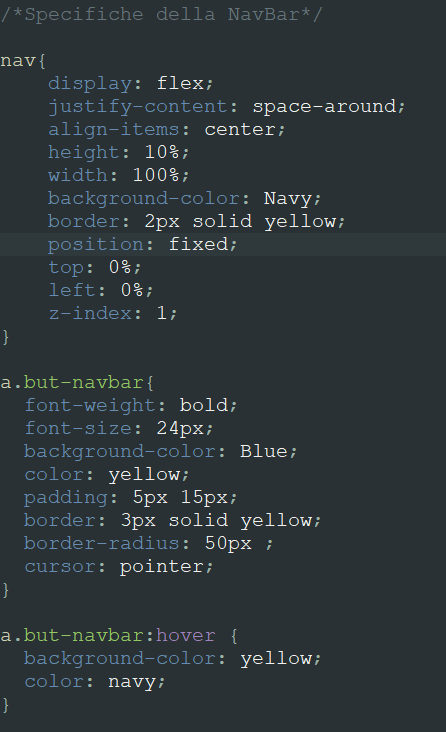 /*Specifiche della NavBar*/
nav{
display: flex;
justify-content: space-around;
align-items: center;
height: 10%;
width: 100%;
background-color: Navy;
border: 2px solid yellow;
position: fixed;
top: 0%;
left: 0%;
z-index: 1;
}
a.but-navbar{
font-weight: bold;
font-size: 24px;
background-color: Blue;
color: yellow;
padding: 5px 15px;
border: 3px solid yellow;
border-radius: 50px ;
cursor: pointer;
}
a.but-navbar:hover {
background-color: yellow;
color: navy;
}